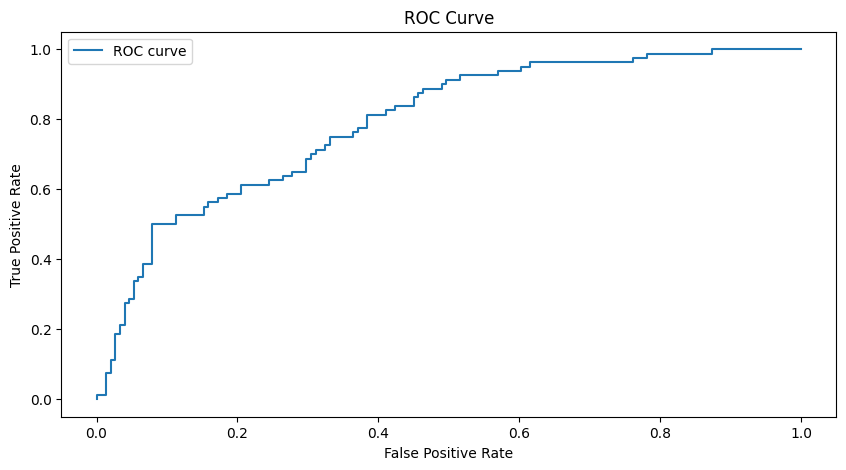 ROC Curve
ROC curve
True Positive Rate
1.0
0.8
0.6
0.4
0.2
0.0
0.0 0.2 0.4 0.6 0.8 1.0
False Positive Rate